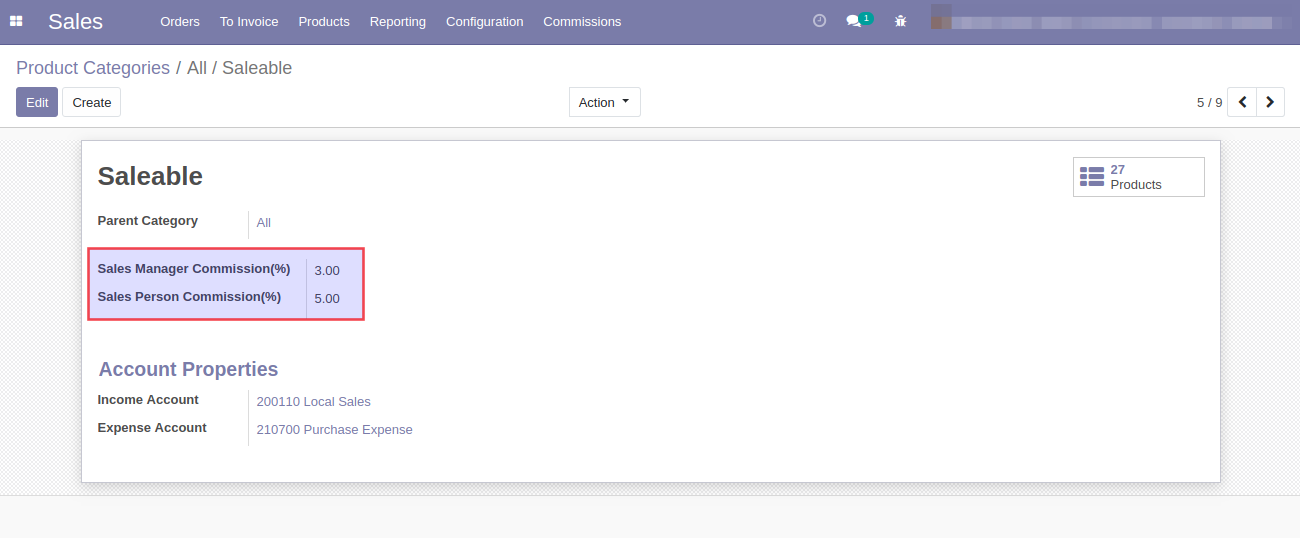 Sales Orders To Invoice Products Reporting Configuration Commissions 1
Product Categories / All / Saleable
Edit Create Action 5 / 9
Saleable
27
Products
Parent Category All
Sales Manager Commission(%) 3.00
Sales Person Commission(%) 5.00
Account Properties
Income Account 200110 Local Sales
Expense Account 210700 Purchase Expense